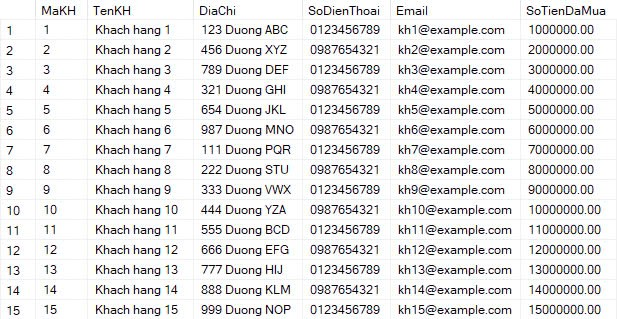 MaKH TenKH DiaChi SoDienThoai Email SoTienDaMua
1 1 Khach hang 1 123 Duong ABC 0123456789 kh1@example.com 1000000.00
2 2 Khach hang 2 456 Duong XYZ 0987654321 kh2@example.com 2000000.00
3 3 Khach hang 3 789 Duong DEF 0123456789 kh3@example.com 3000000.00
4 4 Khach hang 4 321 Duong GHI 0987654321 kh4@example.com 4000000.00
5 5 Khach hang 5 654 Duong JKL 0123456789 kh5@example.com 5000000.00
6 6 Khach hang 6 987 Duong MNO 0987654321 kh6@example.com 6000000.00
7 7 Khach hang 7 111 Duong PQR 0123456789 kh7@example.com 7000000.00
8 8 Khach hang 8 222 Duong STU 0987654321 kh8@example.com 8000000.00
9 9 Khach hang 9 333 Duong VWX 0123456789 kh9@example.com 9000000.00
10 10 Khach hang 10 444 Duong YZA 0987654321 kh10@example.com 10000000.00
11 11 Khach hang 11 555 Duong BCD 0123456789 kh11@example.com 11000000.00
12 12 Khach hang 12 666 Duong EFG 0987654321 kh12@example.com 12000000.00
13 13 Khach hang 13 777 Duong HIJ 0123456789 kh13@example.com 13000000.00
14 14 Khach hang 14 888 Duong KLM 0987654321 kh14@example.com 14000000.00
15 15 Khach hang 15 999 Duong NOP 0123456789 kh15@example.com 15000000.00